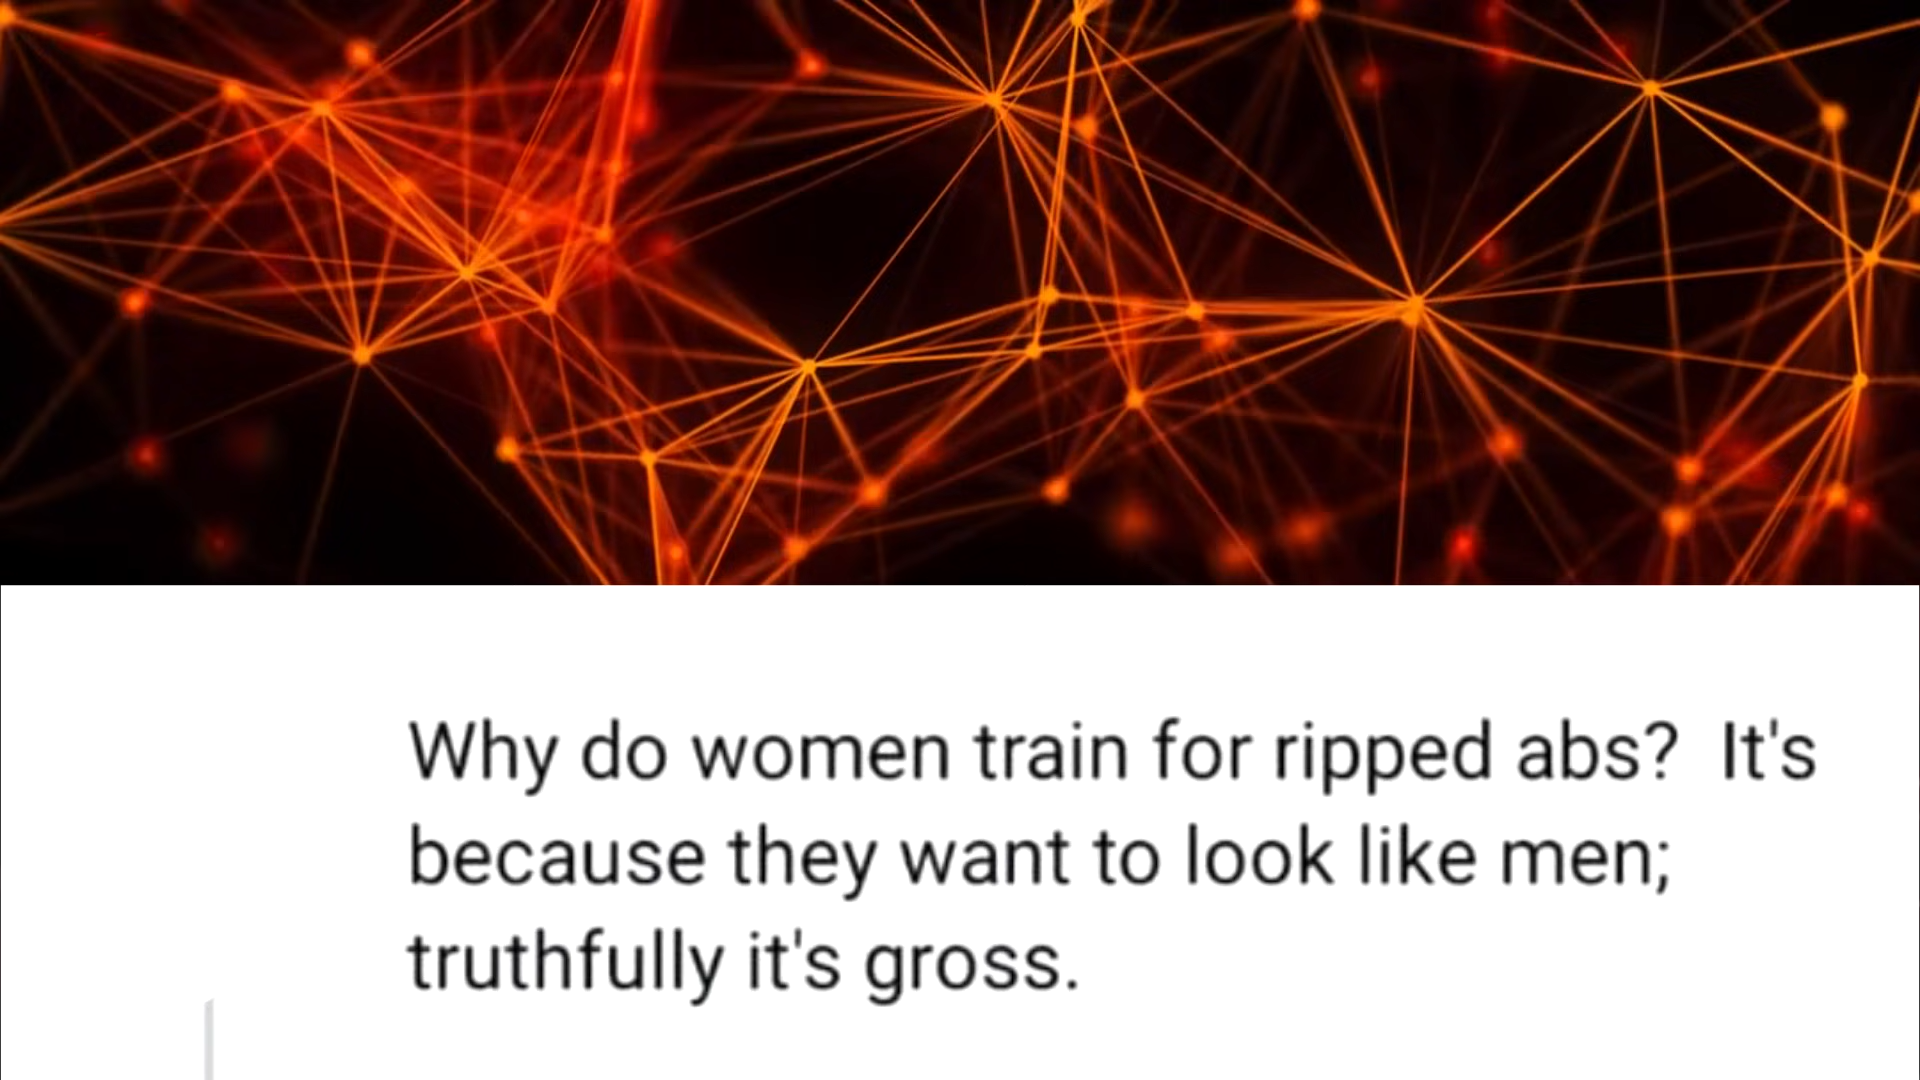 Why do women train for ripped abs?  It's
because they want to look like men;
truthfully it's gross.